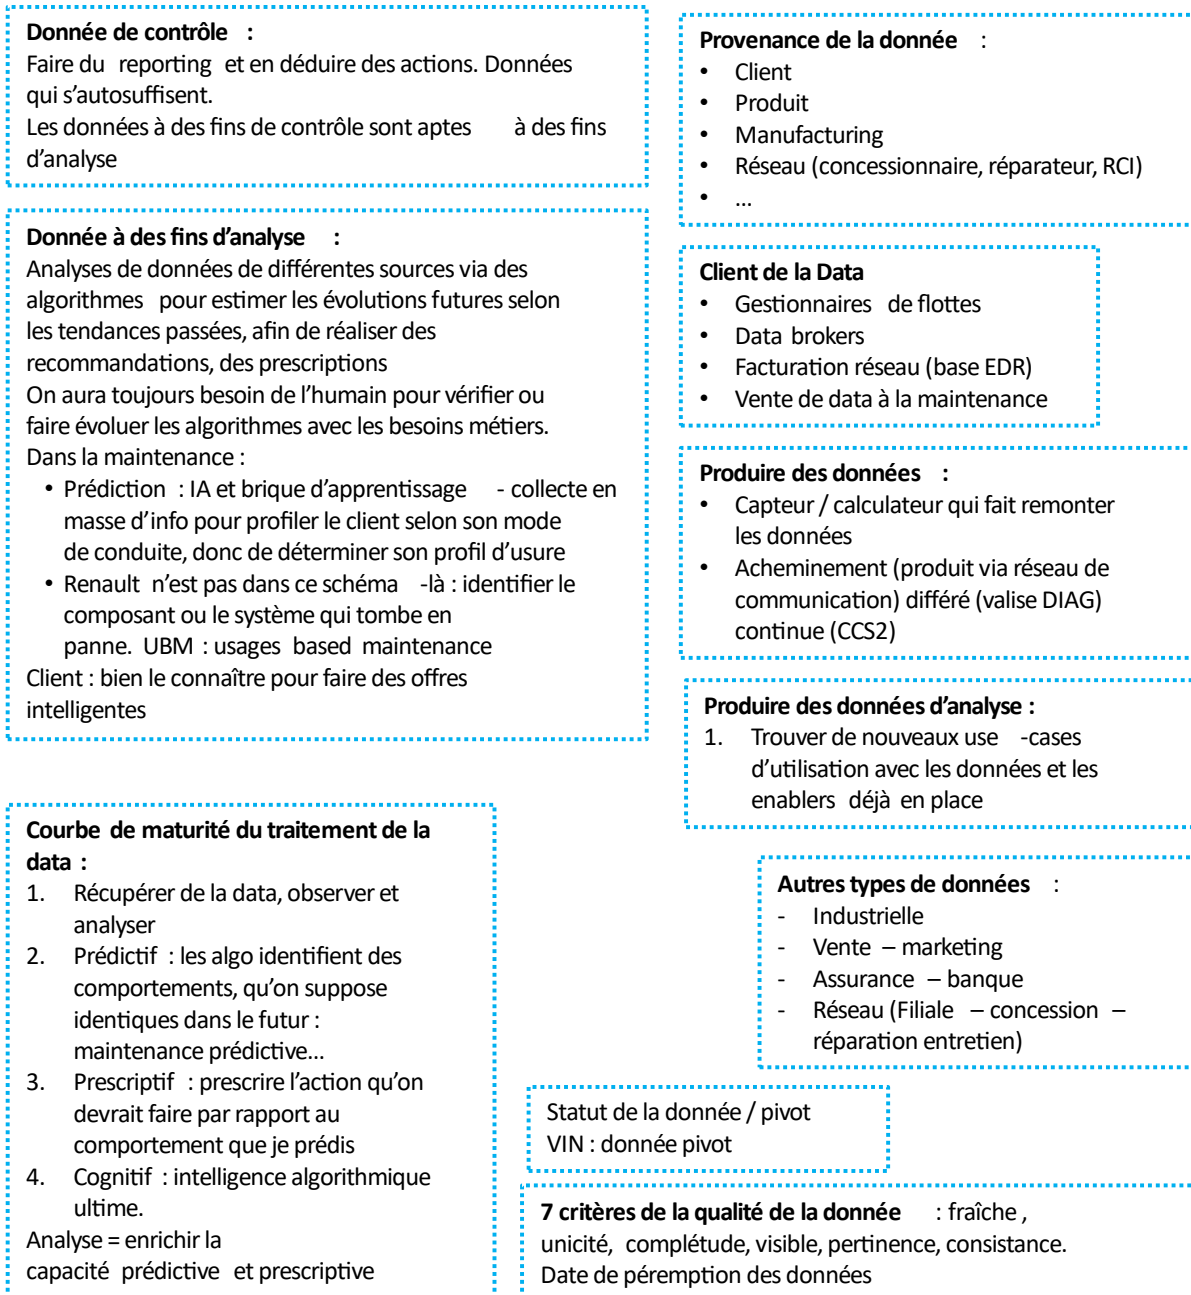 Donnée de contrôle :
Faire du reporting et en déduire des actions. Données
qui s'autosuffisent.
Les données à des fins de contrôle sont aptes à des fins
d'analyse
Donnée à des fins d'analyse :
Analyses de données de différentes sources via des
algorithmes pour estimer les évolutions futures selon
les tendances passées, afin de réaliser des
recommandations, des prescriptions
On aura toujours besoin de l'humain pour vérifier ou
faire évoluer les algorithmes avec les besoins métiers.
Dans la maintenance :
• Prédiction : IA et brique d'apprentissage - collecte en
masse d'info pour profiler le client selon son mode
de conduite, donc de déterminer son profil d'usure
• Renault n'est pas dans ce schéma -là : identifier le
composant ou le système qui tombe en
panne. UBM : usages based maintenance
Client : bien le connaître pour faire des offres
intelligentes
Courbe de maturité du traitement de la
data :
1. Récupérer de la data, observer et
analyser
2. Prédictif : les algo identifient des
comportements, qu'on suppose
identiques dans le futur :
maintenance prédictive...
3. Prescriptif : prescrire l'action qu'on
devrait faire par rapport au
comportement que je prédis
4. Cognitif : intelligence algorithmique
ultime.
Analyse = enrichir la
capacité prédictive et prescriptive
Provenance de la donnée :
• Client
• Produit
• Manufacturing
• Réseau (concessionnaire, réparateur, RCI)
• ...
Client de la Data
• Gestionnaires de flottes
• Data brokers
• Facturation réseau (base EDR)
• Vente de data à la maintenance
Produire des données :
• Capteur / calculateur qui fait remonter
les données
• Acheminement (produit via réseau de
communication) différé (valise DIAG)
continue (CCS2)
Produire des données d'analyse :
1. Trouver de nouveaux use -cases
d'utilisation avec les données et les
enablers déjà en place
Autres types de données :
- Industrielle
- Vente – marketing
- Assurance – banque
- Réseau (Filiale – concession –
réparation entretien)
Statut de la donnée / pivot
VIN : donnée pivot
7 critères de la qualité de la donnée : fraîche ,
unicité, complétude, visible, pertinence, consistance.
Date de péremption des données